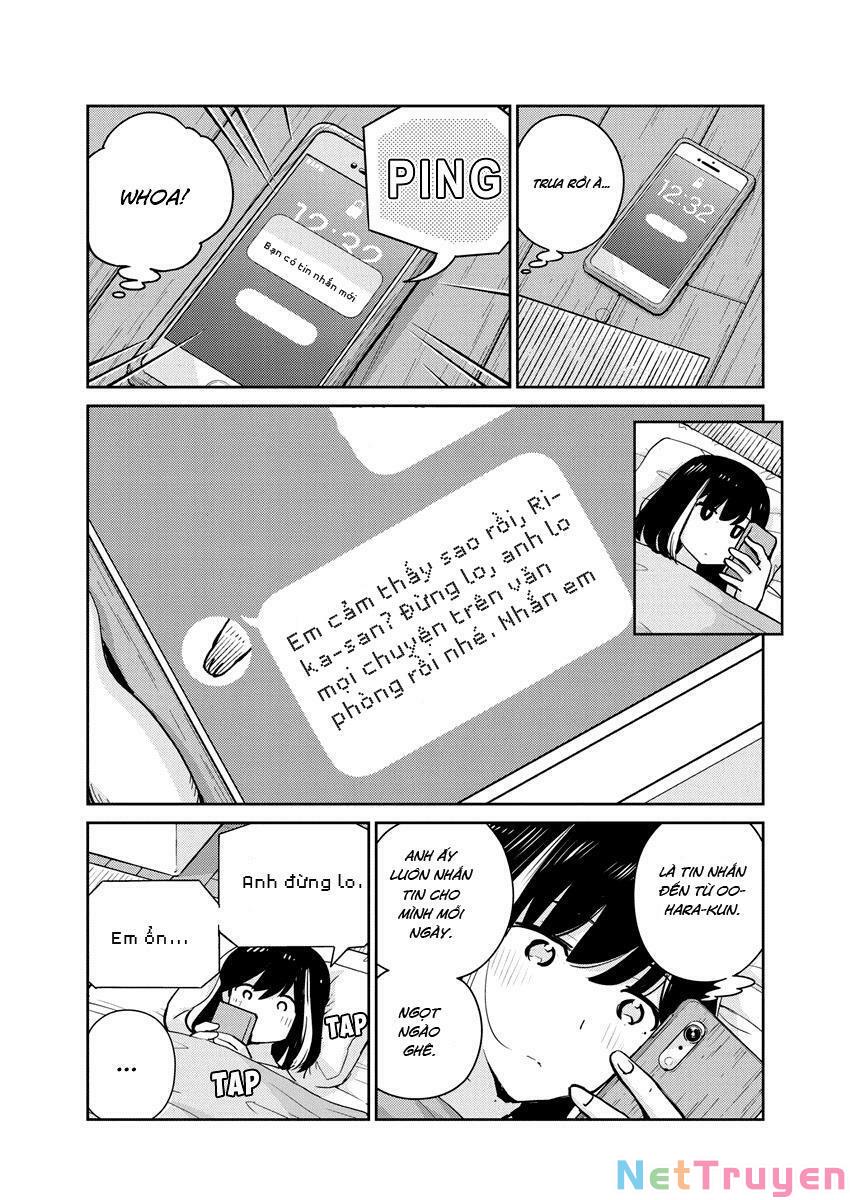 TRƯA RỒI À...
12:32
PING
WHOA!
12:32
Bạn có tin nhắn mới
Em cảm thấy sao rồi, Ri-
ka-san? Đừng lo, anh lo
mọi chuyện trên văn
phòng rồi nhé. Nhắn em
LÀ TIN NHẮN
ĐẾN TỪ OO-
HARA-KUN.
ANH ẤY
LUÔN NHẮN
TIN CHO
MÌNH MỖI
NGÀY.
NGỌT
NGÀO
GHÊ.
Anh đừng lo.
Em ổn...
TAP
TAP
...
NetTruyen